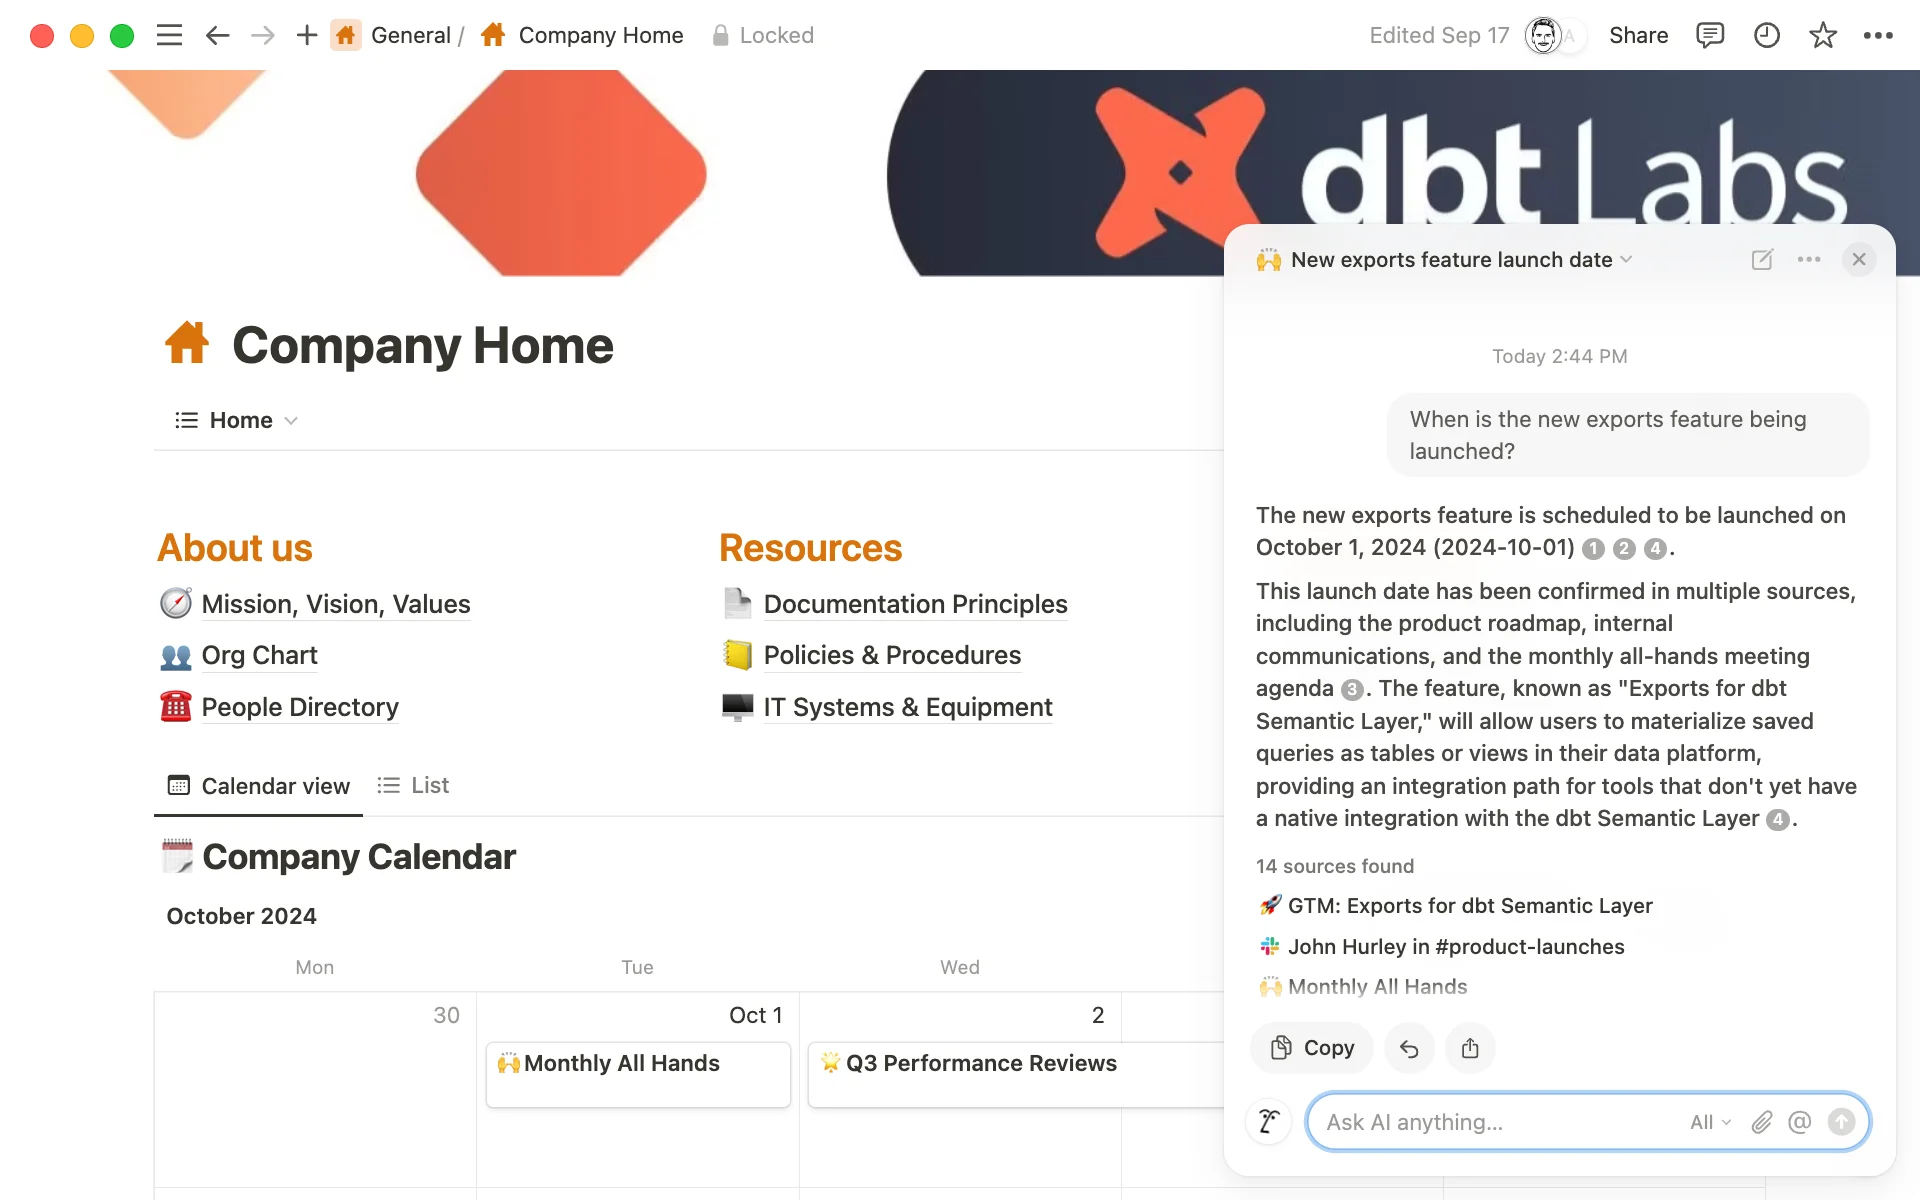 General / Company Home Locked
Edited Sep 17 A Share
dbt Labs
Company Home
Home
About us
Mission, Vision, Values
Org Chart
People Directory
Resources
Documentation Principles
Policies & Procedures
IT Systems & Equipment
Calendar view List
Company Calendar
October 2024
Mon Tue Wed
30 Oct 1 2
Monthly All Hands
Q3 Performance Reviews
New exports feature launch date
Today 2:44 PM
When is the new exports feature being
launched?
The new exports feature is scheduled to be launched on
October 1, 2024 (2024-10-01) 1 2 4.
This launch date has been confirmed in multiple sources,
including the product roadmap, internal
communications, and the monthly all-hands meeting
agenda 3. The feature, known as "Exports for dbt
Semantic Layer," will allow users to materialize saved
queries as tables or views in their data platform,
providing an integration path for tools that don't yet have
a native integration with the dbt Semantic Layer 4.
14 sources found
GTM: Exports for dbt Semantic Layer
John Hurley in #product-launches
Monthly All Hands
Copy
Ask AI anything... All @